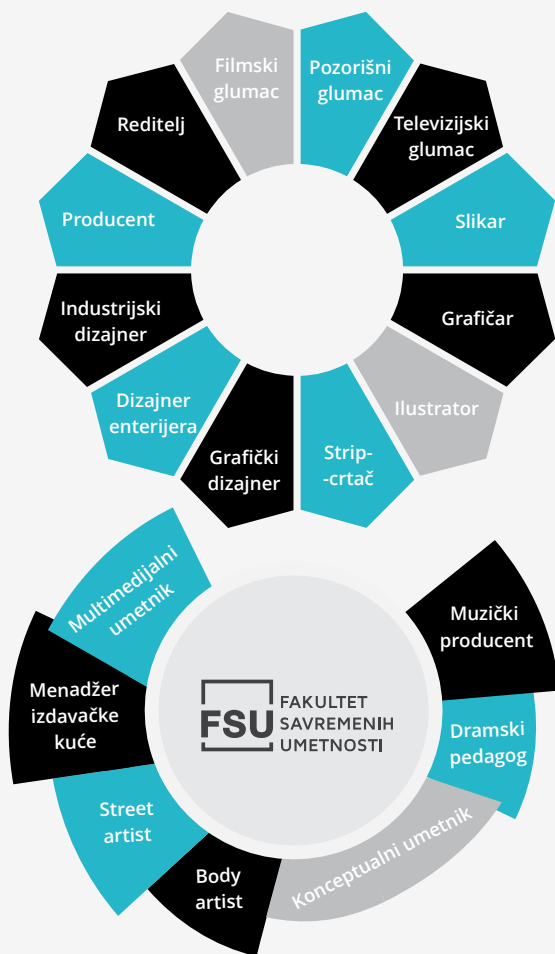 Filmski
glumac
Pozorišni
glumac
Televizijski
glumac
Slikar
Grafičar
Ilustrator
Strip-
-crtač
Grafički
dizajner
Dizajner
enterijera
Industrijski
dizajner
Producent
Reditelj
Multimedijalni
umetnik
Menadžer
izdavačke
kuće
Street
artist
Body
artist
Konceptualni umetnik
Dramski
pedagog
Muzički
producent
FSU
FAKULTET
SAVREMENIH
UMETNOSTI